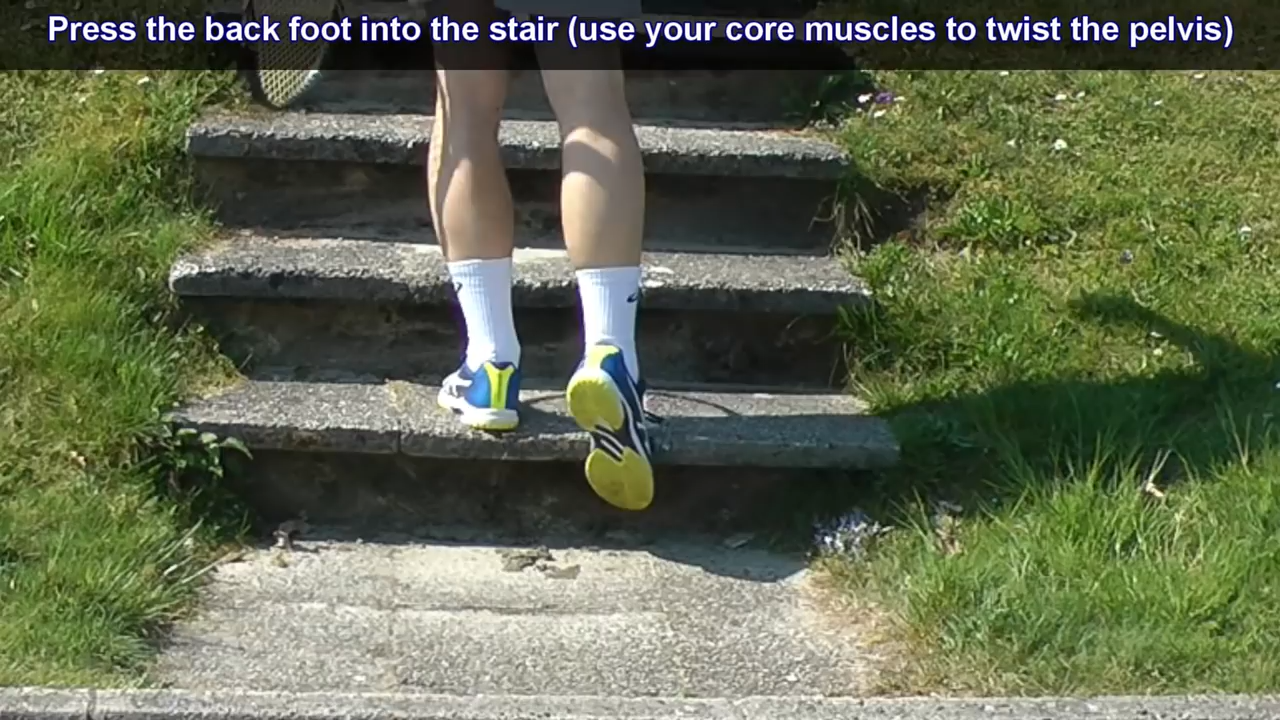 Press the back foot into the stair (use your core muscles to twist the pelvis)